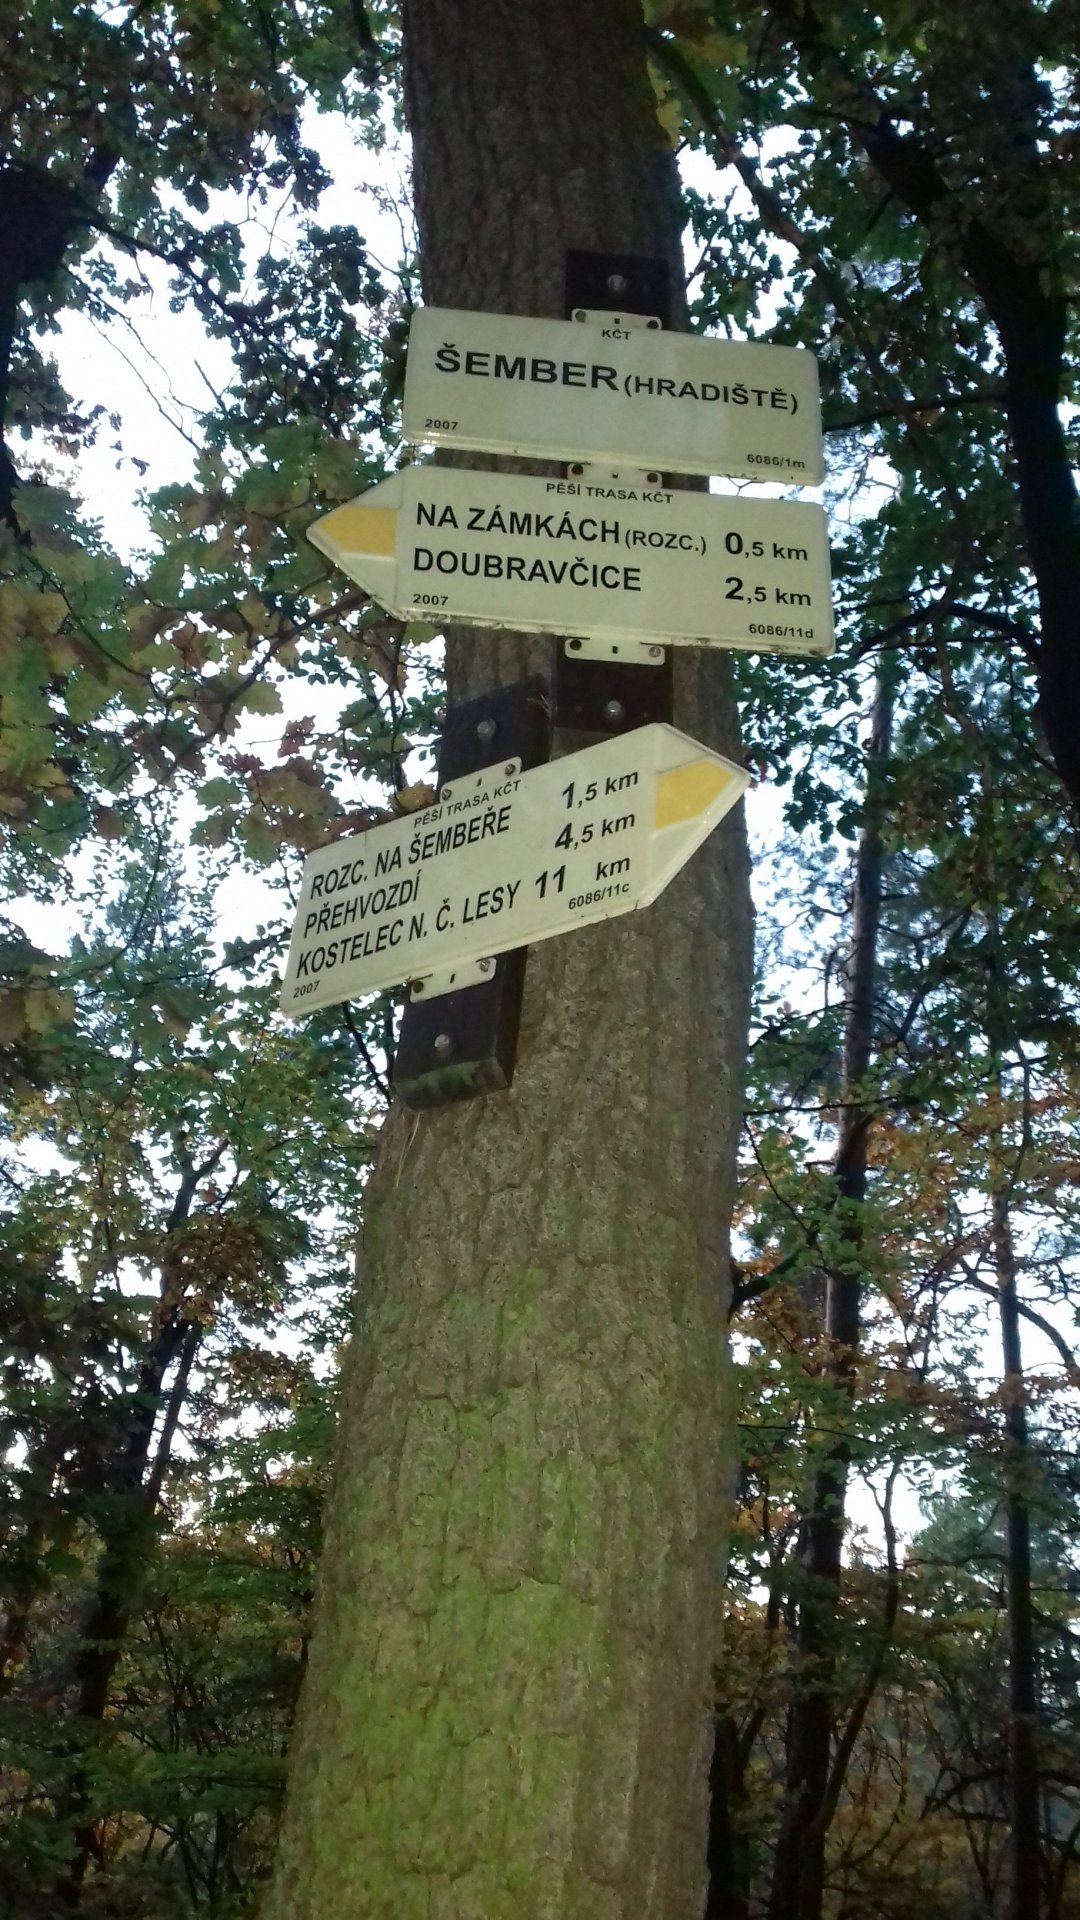 KČT
ŠEMBER (HRADIŠTĚ)
2007 6086/1m
PĚŠÍ TRASA KČT
NA ZÁMKÁCH (ROZC.) 0,5 km
DOUBRAVČICE 2,5 km
2007 6086/11d
PĚŠÍ TRASA KČT
ROZC. NA ŠEMBEŘE 1,5 km
PŘEHVOZDÍ 4,5 km
KOSTELEC N. Č. LESY 11 km
2007 6086/11c